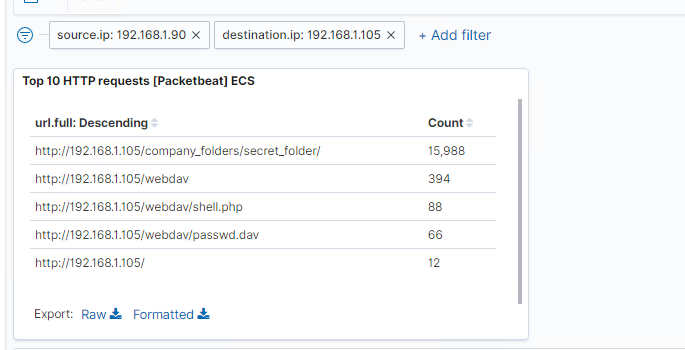 source.ip: 192.168.1.90 × destination.ip: 192.168.1.105 × + Add filter
Top 10 HTTP requests [Packetbeat] ECS
url.full: Descending Count
http://192.168.1.105/company_folders/secret_folder/ 15,988
http://192.168.1.105/webdav 394
http://192.168.1.105/webdav/shell.php 88
http://192.168.1.105/webdav/passwd.dav 66
http://192.168.1.105/ 12
Export: Raw Formatted